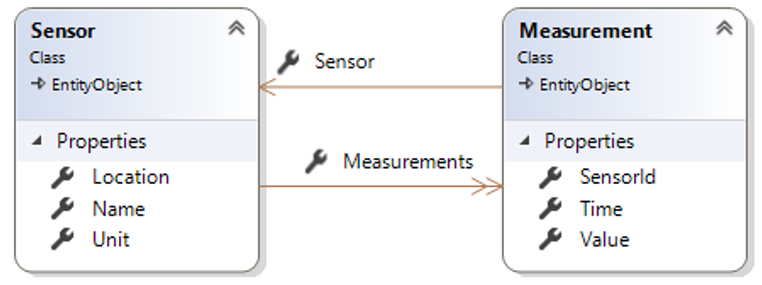 Sensor
Class
EntityObject
Properties
Location
Name
Unit
Sensor
Measurements
Measurement
Class
EntityObject
Properties
SensorId
Time
Value